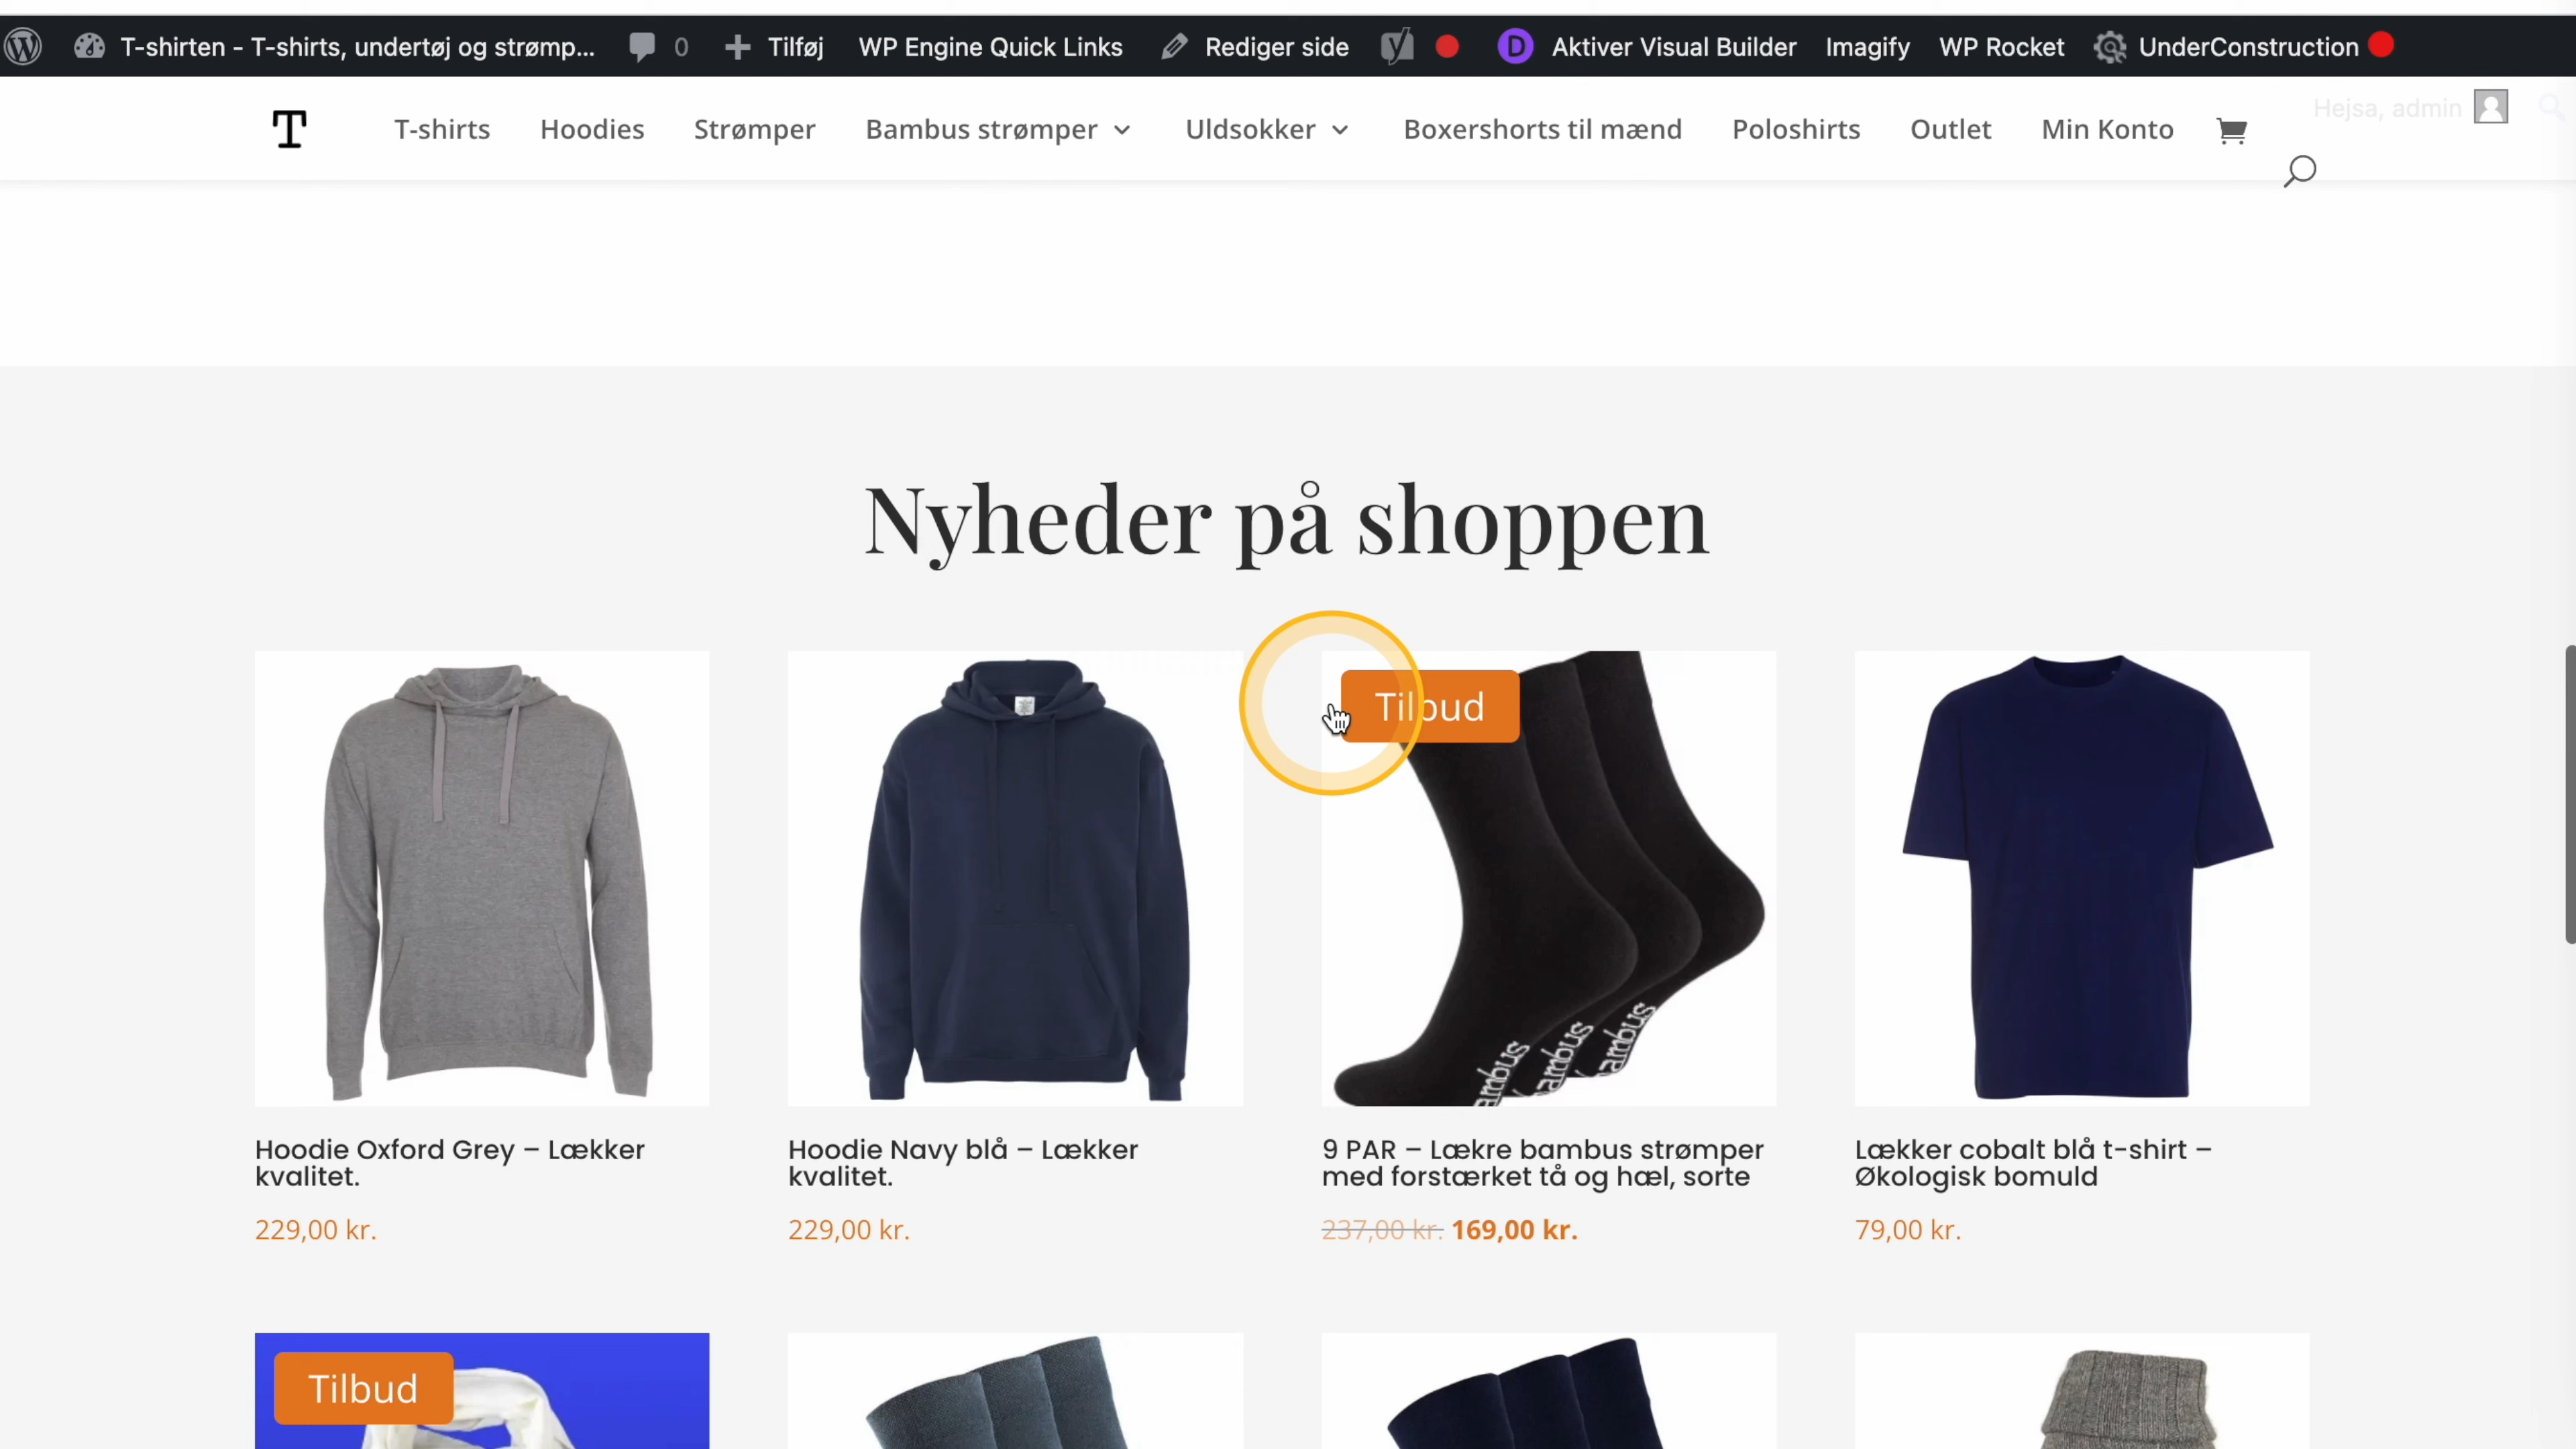 T-shirten - T-shirts, undertøj og strømp... 0 Tilføj WP Engine Quick Links Rediger side Aktiver Visual Builder Imagify WP Rocket UnderConstruction
Hejsa, admin
T T-shirts Hoodies Strømper Bambus strømper Uldsokker Boxershorts til mænd Poloshirts Outlet Min Konto
Nyheder på shoppen
Tilbud
ambus
ambus
ambus
Hoodie Oxford Grey – Lækker
kvalitet.
229,00 kr.
Hoodie Navy blå – Lækker
kvalitet.
229,00 kr.
9 PAR – Lækre bambus strømper
med forstærket tå og hæl, sorte
237,00 kr. 169,00 kr.
Lækker cobalt blå t-shirt –
Økologisk bomuld
79,00 kr.
Tilbud